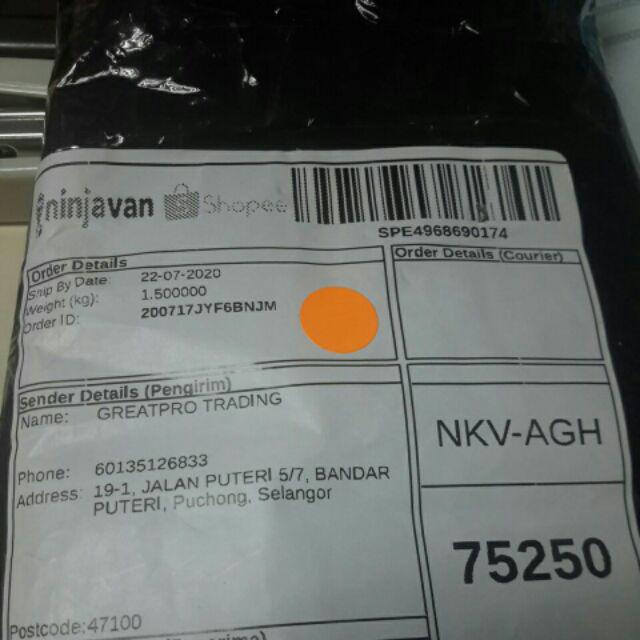 ninjavan Shopee
SPE4968690174
Order Details
Ship By Date: 22-07-2020
Weight (kg): 1.500000
Order ID: 200717JYF6BNJM
Order Details (Courier)
Sender Details (Pengirim)
Name: GREATPRO TRADING
Phone: 60135126833
Address: 19-1, JALAN PUTERI 5/7, BANDAR
PUTERI, Puchong, Selangor
Postcode: 47100
NKV-AGH
75250